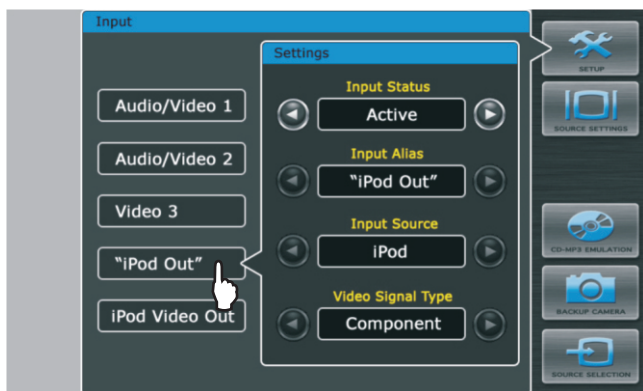 Input
Audio/Video 1
Audio/Video 2
Video 3
“iPod Out”
iPod Video Out
Settings
Input Status
Active
Input Alias
“iPod Out”
Input Source
iPod
Video Signal Type
Component
SETUP
SOURCE SETTINGS
CD-MP3 EMULATION
BACKUP CAMERA
SOURCE SELECTION